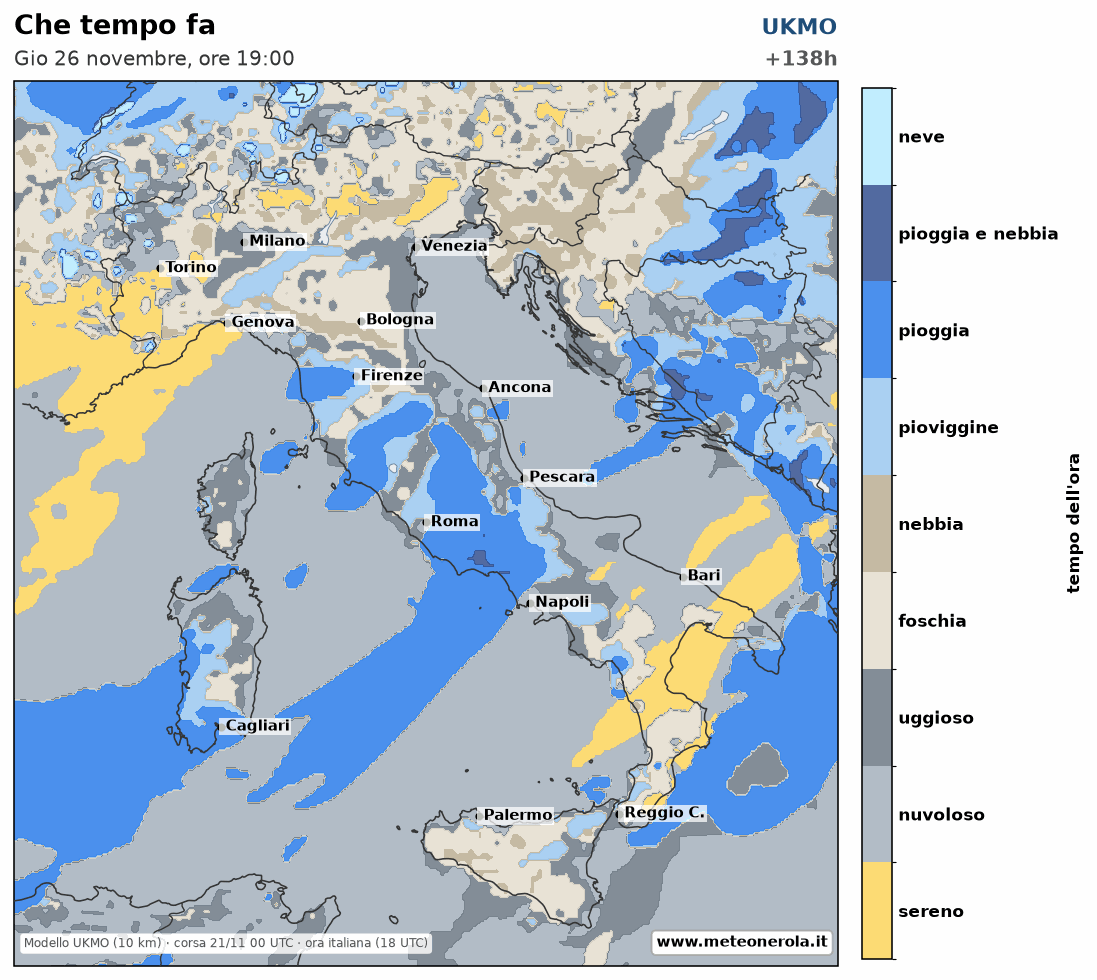 Che tempo fa
UKMO
Gio 26 novembre, ore 19:00
+138h
neve
pioggia e nebbia
pioggia
pioviggine
nebbia
foschia
uggioso
nuvoloso
sereno
tempo dell'ora
Milano
Venezia
Torino
Genova
Bologna
Firenze
Ancona
Pescara
Roma
Bari
Napoli
Cagliari
Palermo
Reggio C.
Modello UKMO (10 km) · corsa 21/11 00 UTC · ora italiana (18 UTC)
www.meteonerola.it